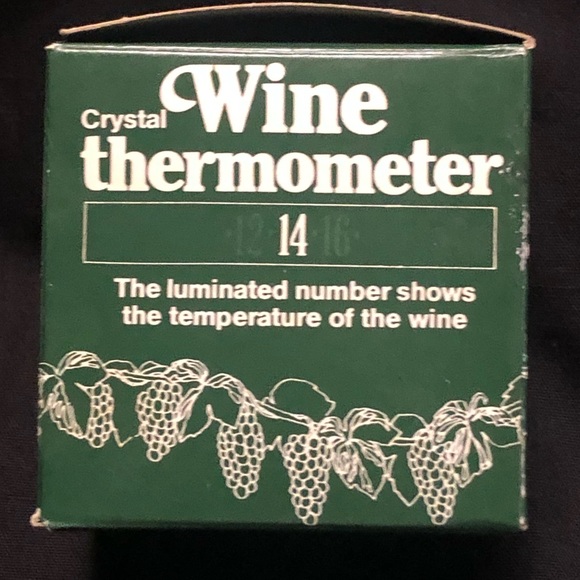 Crystal Wine
thermometer
·12·14·16·
The luminated number shows
the temperature of the wine